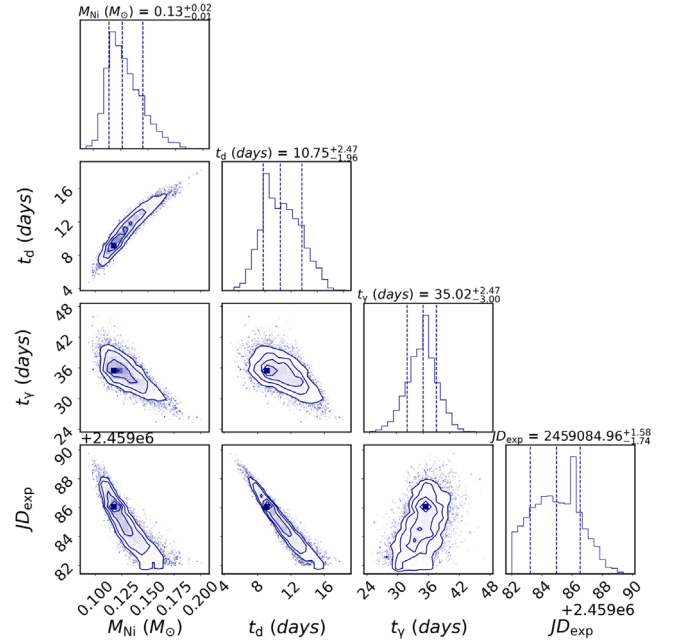 M_Ni (M_⊙) = 0.13^{+0.02}_{−0.01}
t_d (days) = 10.75^{+2.47}_{−1.96}
16
12
8
4
t_d (days)
t_γ (days) = 35.02^{+2.47}_{−3.00}
48
42
36
30
24
t_γ (days)
+2.459e6
JD_exp = 2459084.96^{+1.58}_{−1.74}
90
88
86
84
82
JD_exp
0.100 0.125 0.150 0.175 0.200
4 8 12 16
24 30 36 42 48
82 84 86 88 90
+2.459e6
M_Ni (M_⊙) t_d (days) t_γ (days) JD_exp